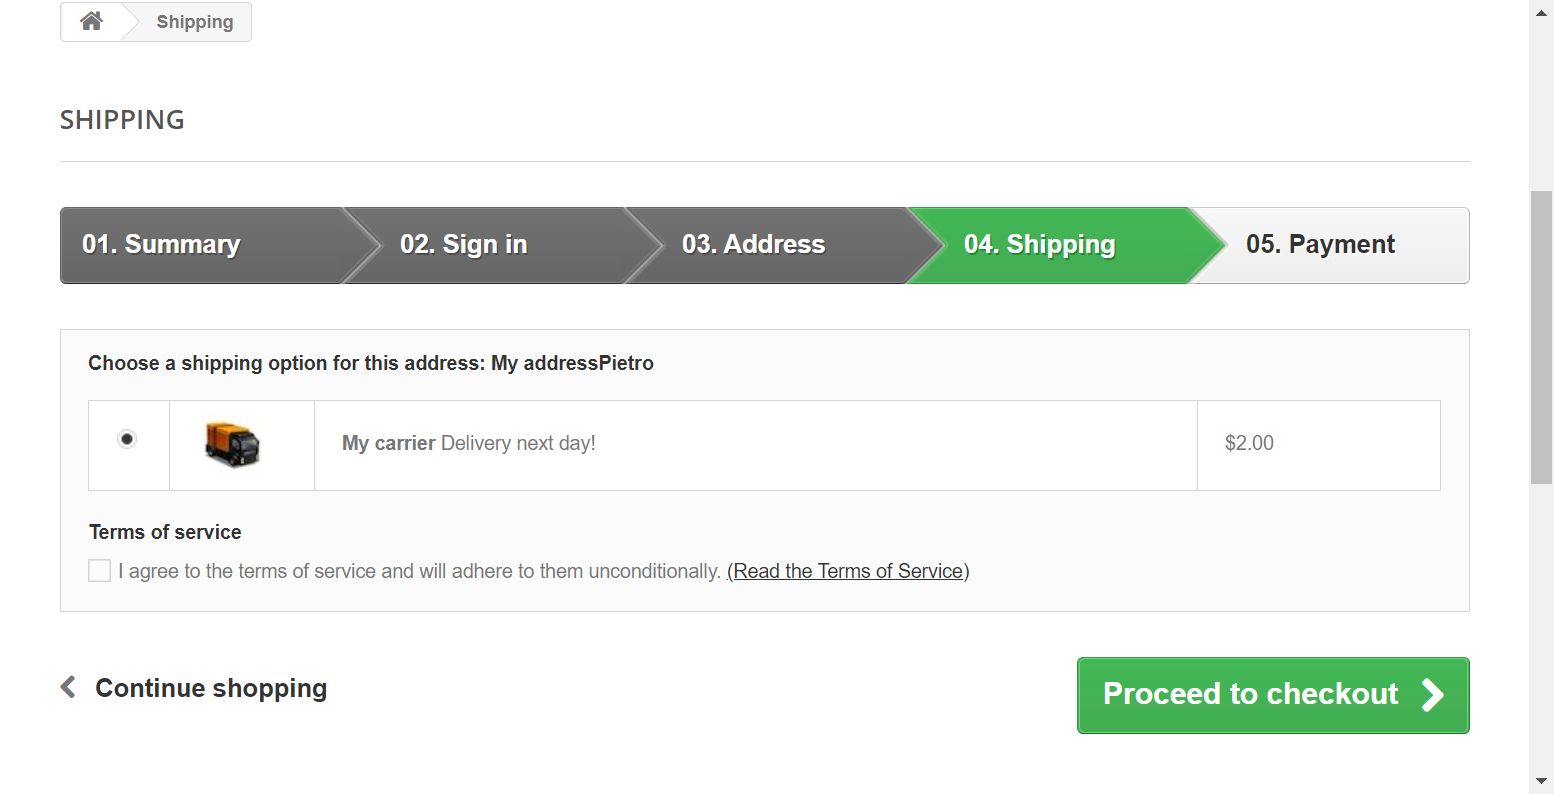 Shipping
SHIPPING
01. Summary 02. Sign in 03. Address 04. Shipping 05. Payment
Choose a shipping option for this address: My addressPietro
My carrier Delivery next day! $2.00
Terms of service
I agree to the terms of service and will adhere to them unconditionally. (Read the Terms of Service)
Continue shopping
Proceed to checkout